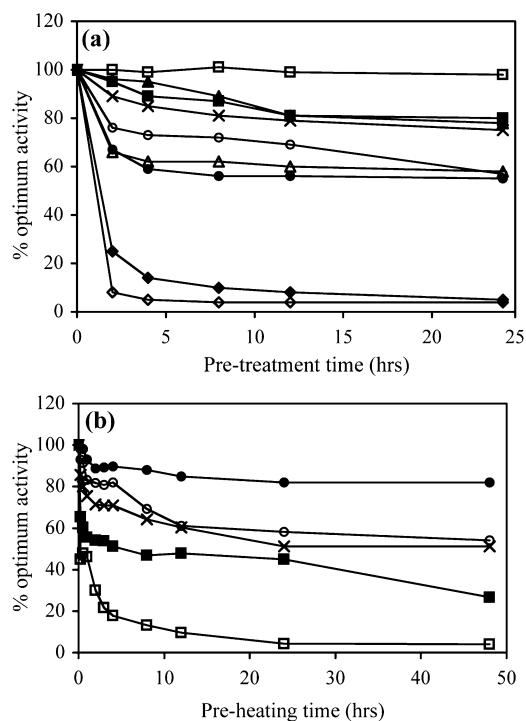 (a)
120
100
80
60
40
20
0
% optimum activity
0 5 10 15 20 25
Pre-treatment time (hrs)
(b)
120
100
80
60
40
20
0
% optimum activity
0 10 20 30 40 50
Pre-heating time (hrs)